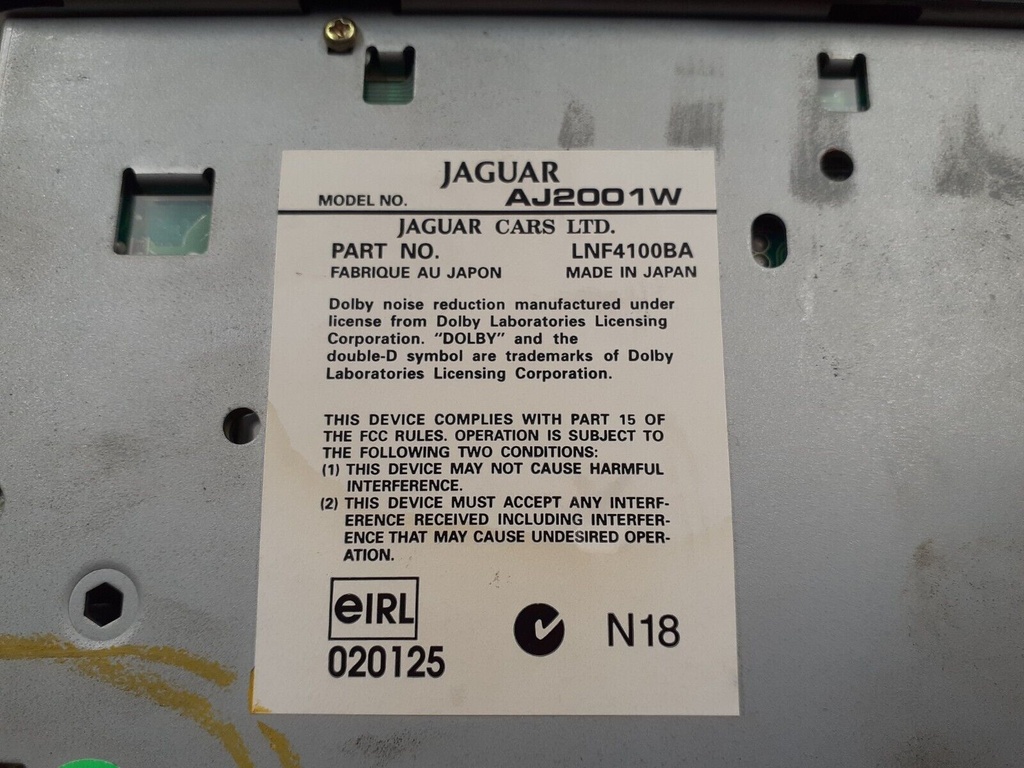 JAGUAR
MODEL NO. AJ2001W
JAGUAR CARS LTD.
PART NO. LNF4100BA
FABRIQUE AU JAPON MADE IN JAPAN
Dolby noise reduction manufactured under
license from Dolby Laboratories Licensing
Corporation. “DOLBY” and the
double-D symbol are trademarks of Dolby
Laboratories Licensing Corporation.
THIS DEVICE COMPLIES WITH PART 15 OF
THE FCC RULES. OPERATION IS SUBJECT TO
THE FOLLOWING TWO CONDITIONS:
(1) THIS DEVICE MAY NOT CAUSE HARMFUL
INTERFERENCE.
(2) THIS DEVICE MUST ACCEPT ANY INTERF-
ERENCE RECEIVED INCLUDING INTERFER-
ENCE THAT MAY CAUSE UNDESIRED OPER-
ATION.
eIRL
020125
N18